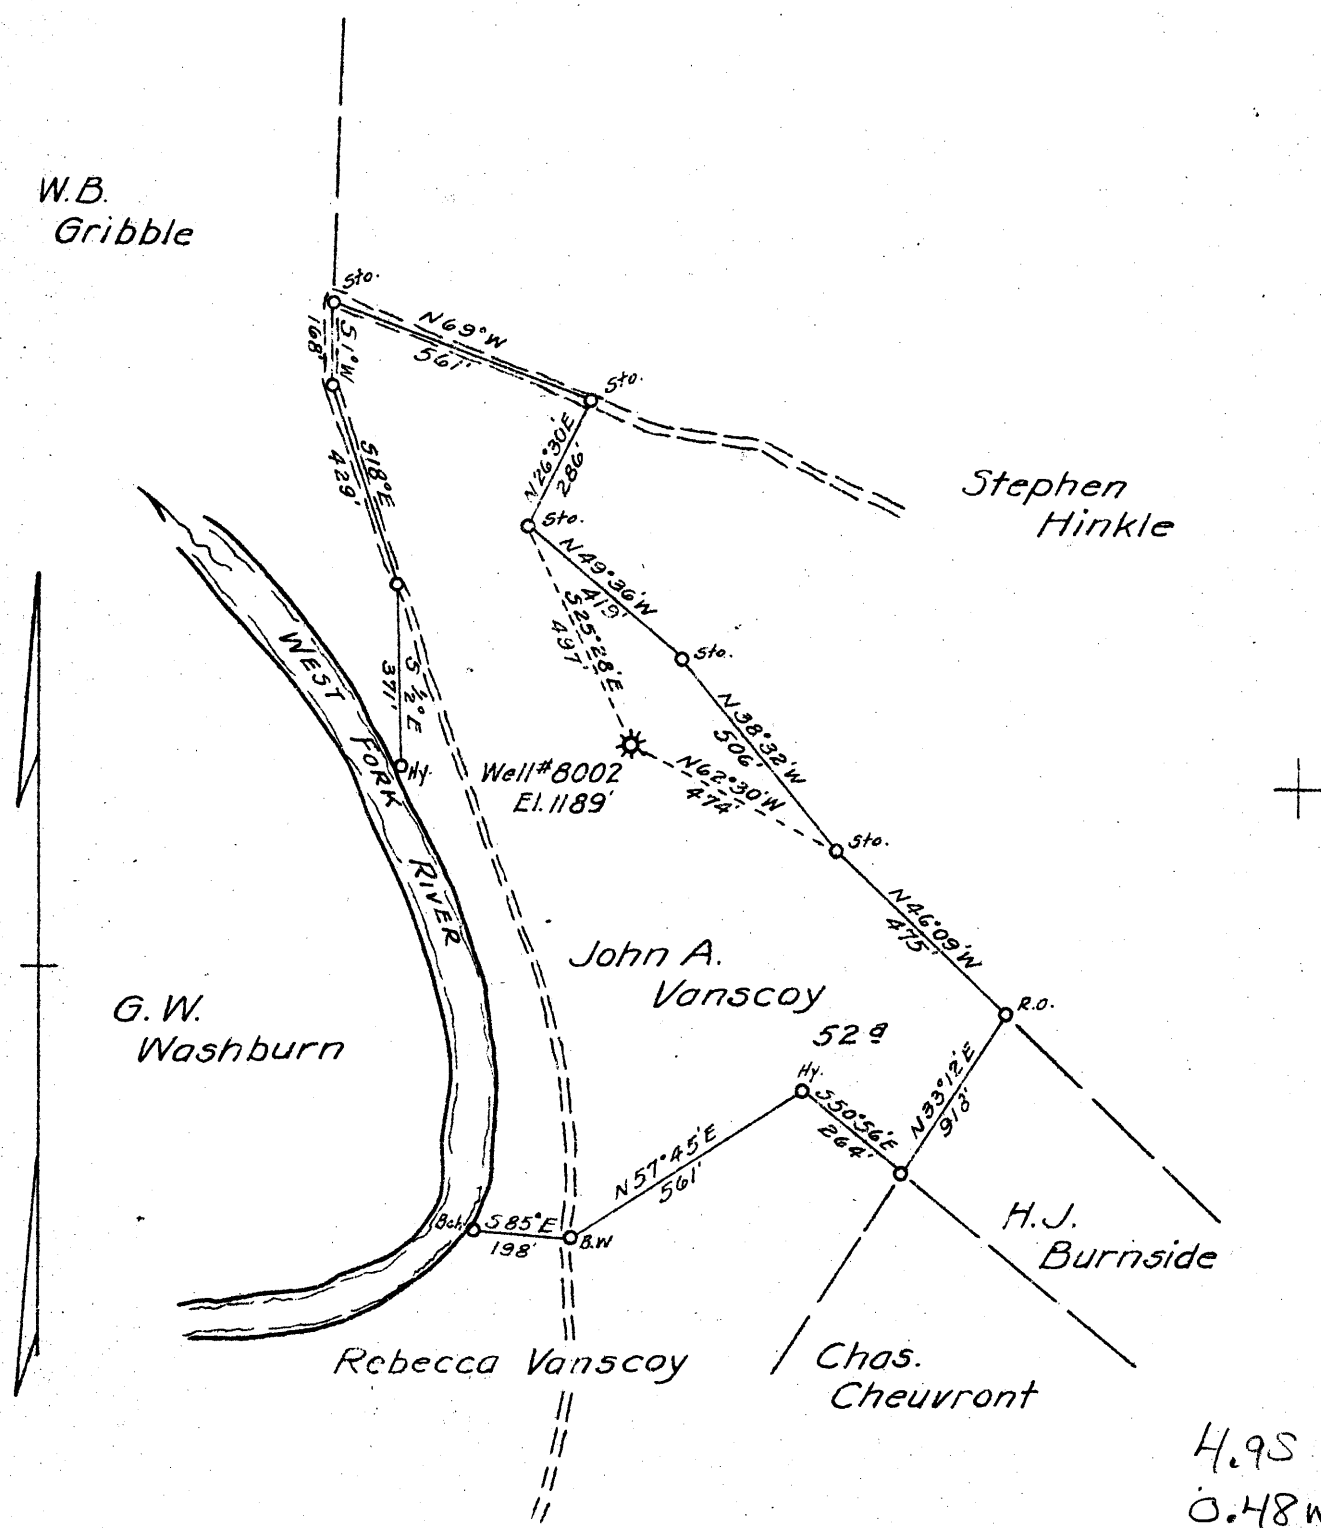 W.B.
Gribble
Sto.
N69°W
561'
S1°W
168'
Sto.
S18°E
429'
N26°30'E
286'
Stephen
Hinkle
Sto.
N49°36'W
419'
S25°28'E
497'
WEST
FORK
RIVER
S½°E
371'
Hy.
Sto.
N38°32'W
506'
Well #8002
El. 1189'
N62°30'W
474'
Sto.
N46°09'W
475'
John A.
Vanscoy
52 a
G. W.
Washburn
R.O.
Hy.
S50°56'E
264'
N33°12'E
913'
N57°45'E
561'
Bch.
S85°E
198'
B.W
H.J.
Burnside
Rebecca Vanscoy
Chas.
Cheuvront
4.9S
0.48W